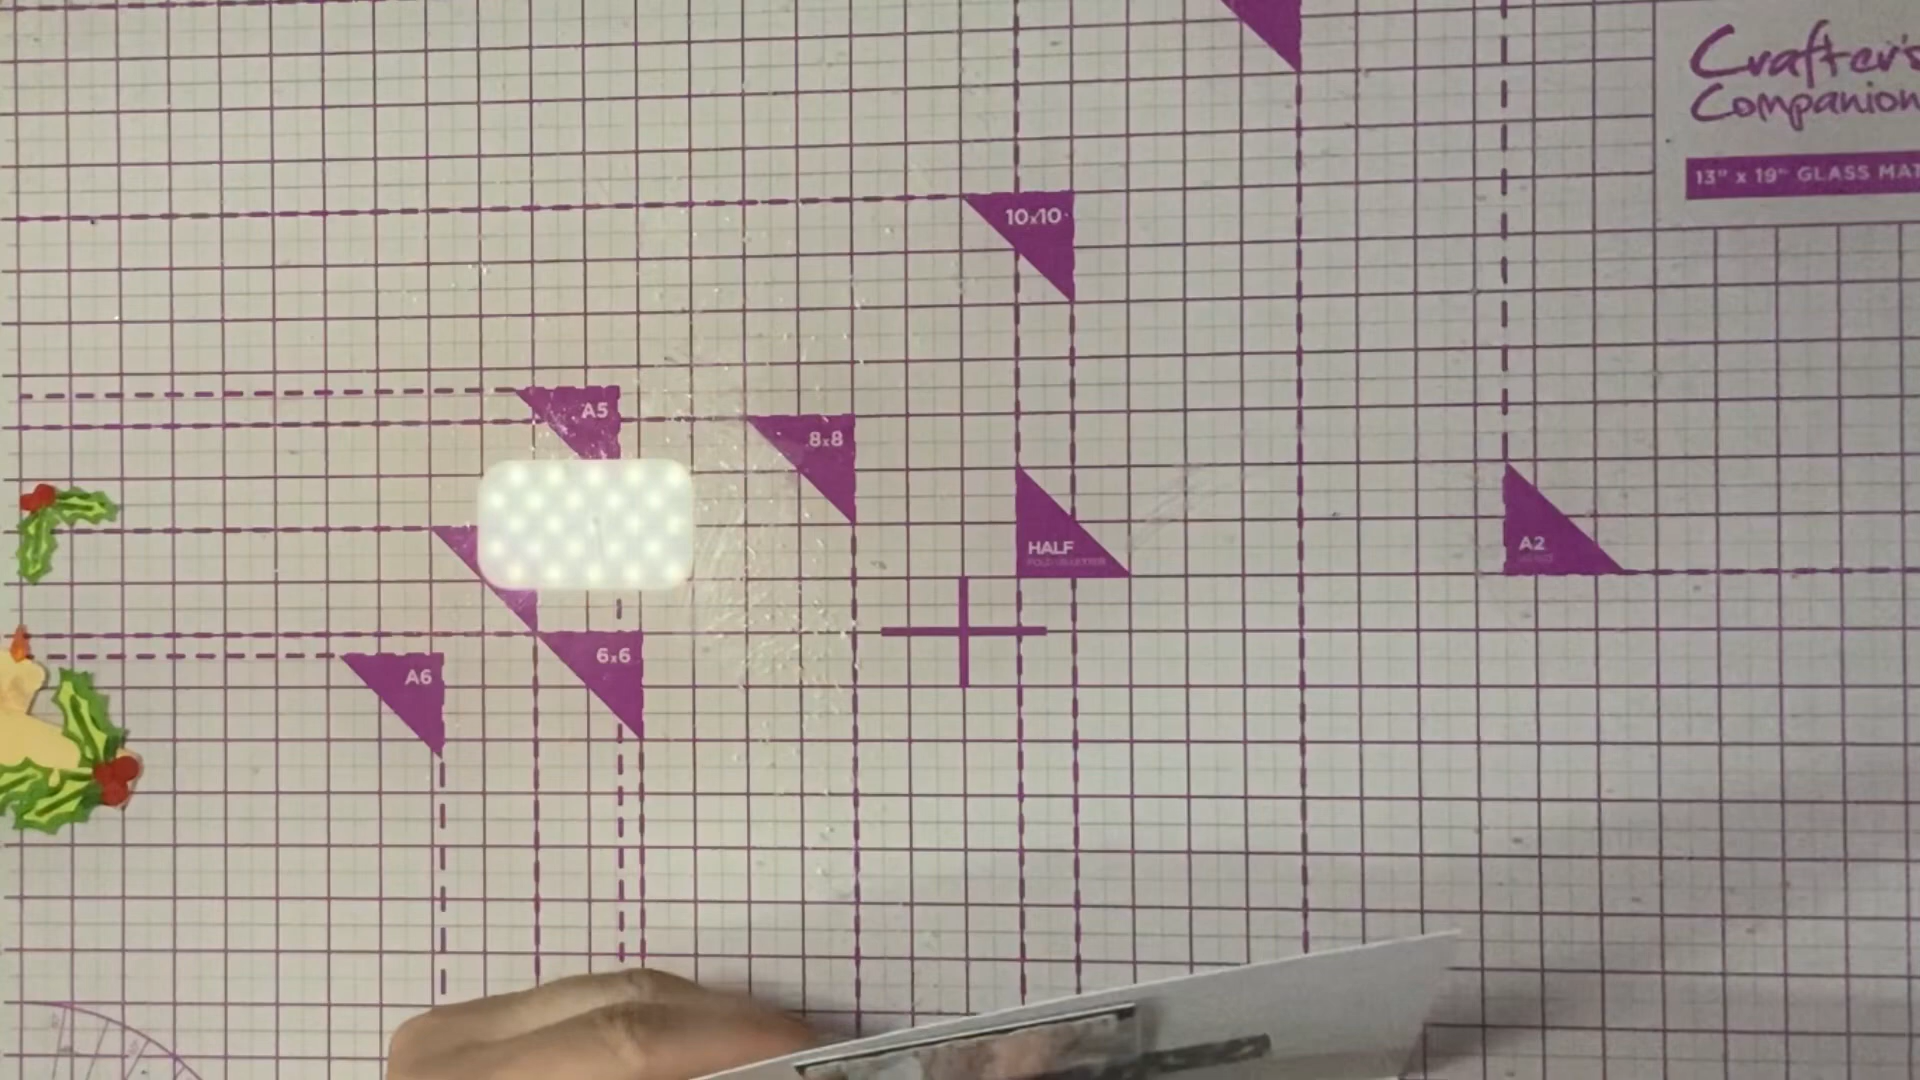 Crafter's
Companion
13" x 19" GLASS MAT
10x10
A5
8x8
HALF
A2
6x6
A6